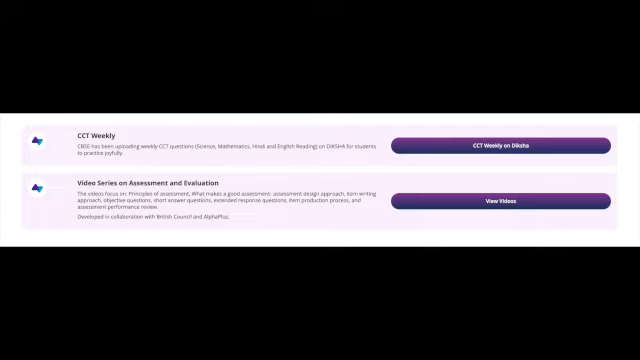 CCT Weekly
CBSE has been uploading weekly CCT questions (Science, Mathematics, Hindi and English Reading) on DIKSHA for students
to practice joyfully.
CCT Weekly on Diksha
Video Series on Assessment and Evaluation
The videos focus on: Principles of assessment, What makes a good assessment- assessment design approach, item writing
approach, objective questions, short answer questions, extended response questions, item production process, and
assessment performance review.
Developed in collaboration with British Council and AlphaPlus.
View Videos